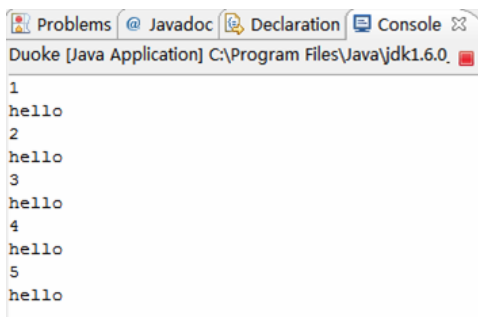 Problems @ Javadoc Declaration Console
Duoke [Java Application] C:\Program Files\Java\jdk1.6.0_
1
hello
2
hello
3
hello
4
hello
5
hello